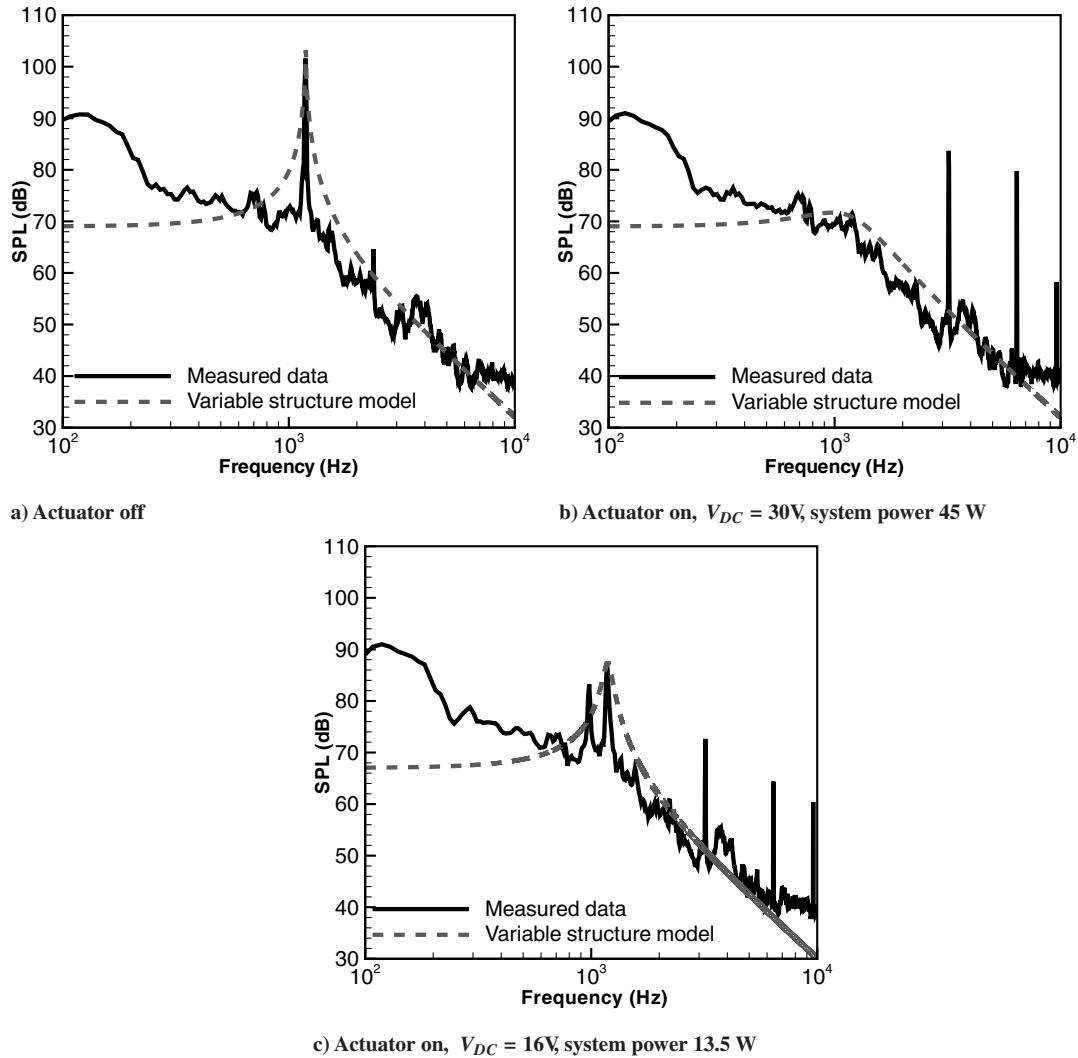 110
100
90
80
70
60
50
40
30
SPL (dB)
Measured data
Variable structure model
10^2
10^3
10^4
Frequency (Hz)
a) Actuator off
110
100
90
80
70
60
50
40
30
SPL (dB)
Measured data
Variable structure model
10^2
10^3
10^4
Frequency (Hz)
b) Actuator on, V_DC = 30V, system power 45 W
110
100
90
80
70
60
50
40
30
SPL (dB)
Measured data
Variable structure model
10^2
10^3
10^4
Frequency (Hz)
c) Actuator on, V_DC = 16V, system power 13.5 W